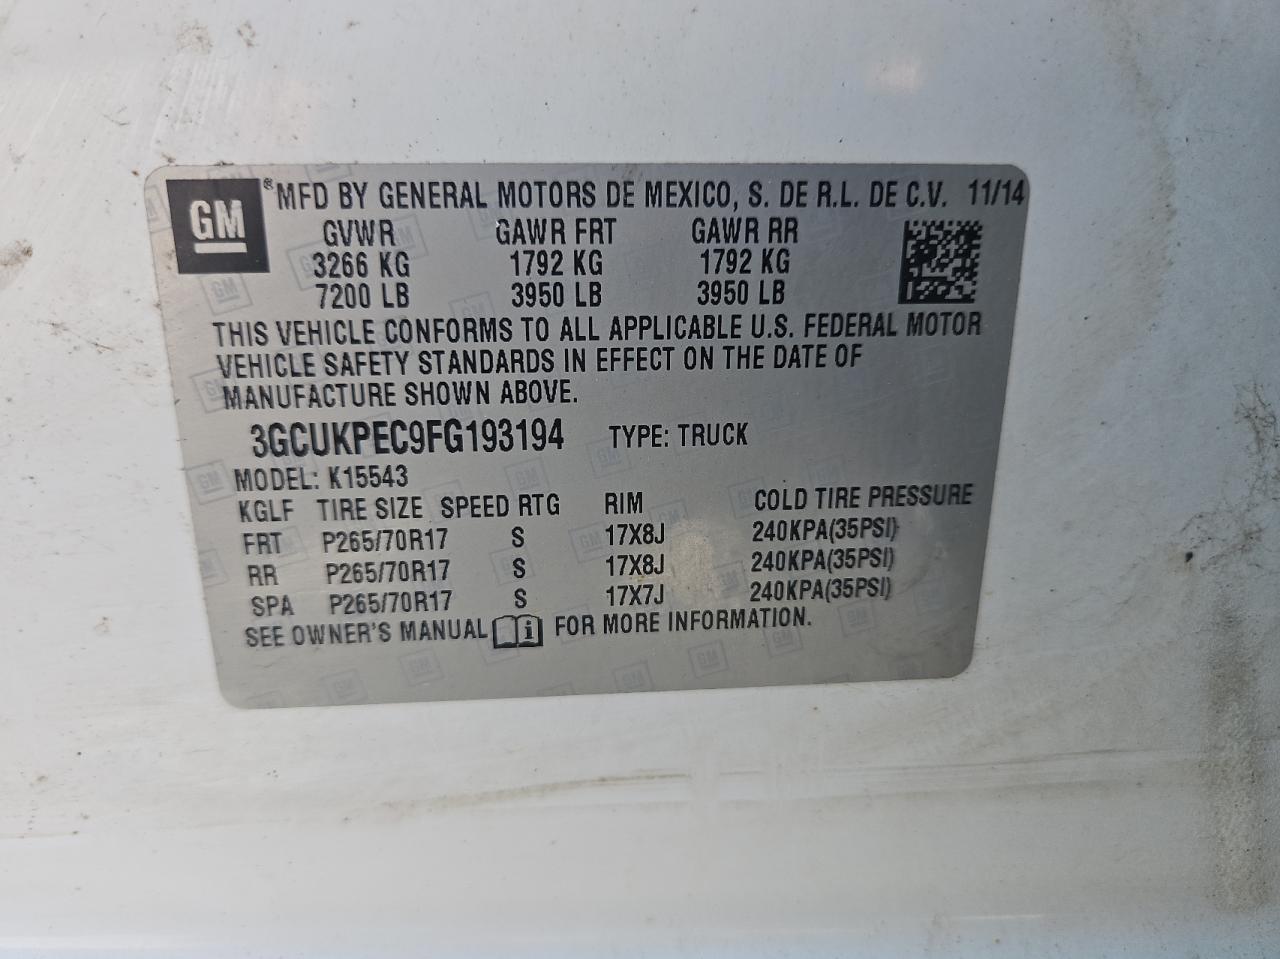 GM
® MFD BY GENERAL MOTORS DE MEXICO, S. DE R.L. DE C.V. 11/14
GVWR GAWR FRT GAWR RR
3266 KG 1792 KG 1792 KG
7200 LB 3950 LB 3950 LB
THIS VEHICLE CONFORMS TO ALL APPLICABLE U.S. FEDERAL MOTOR
VEHICLE SAFETY STANDARDS IN EFFECT ON THE DATE OF
MANUFACTURE SHOWN ABOVE.
3GCUKPEC9FG193194 TYPE: TRUCK
MODEL: K15543
KGLF TIRE SIZE SPEED RTG RIM COLD TIRE PRESSURE
FRT P265/70R17 S 17X8J 240KPA(35PSI)
RR P265/70R17 S 17X8J 240KPA(35PSI)
SPA P265/70R17 S 17X7J 240KPA(35PSI)
SEE OWNER'S MANUAL i FOR MORE INFORMATION.